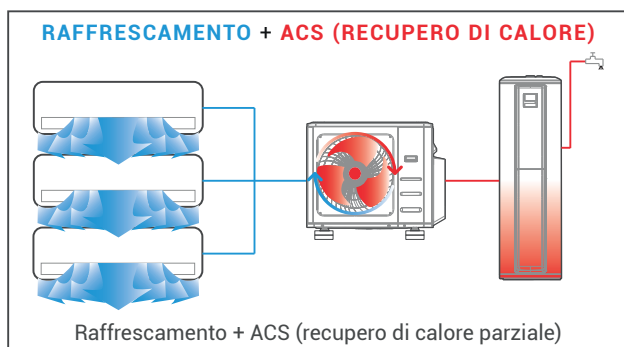 RAFFRESCAMENTO + ACS (RECUPERO DI CALORE)
Raffrescamento + ACS (recupero di calore parziale)